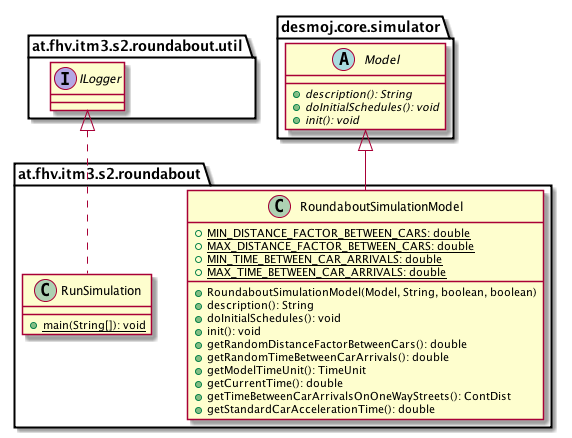 at.fhv.itm3.s2.roundabout.util
I ILogger
desmoj.core.simulator
A Model
description(): String
doInitialSchedules(): void
init(): void
at.fhv.itm3.s2.roundabout
C RunSimulation
main(String[]): void
C RoundaboutSimulationModel
MIN_DISTANCE_FACTOR_BETWEEN_CARS: double
MAX_DISTANCE_FACTOR_BETWEEN_CARS: double
MIN_TIME_BETWEEN_CAR_ARRIVALS: double
MAX_TIME_BETWEEN_CAR_ARRIVALS: double
RoundaboutSimulationModel(Model, String, boolean, boolean)
description(): String
doInitialSchedules(): void
init(): void
getRandomDistanceFactorBetweenCars(): double
getRandomTimeBetweenCarArrivals(): double
getModelTimeUnit(): TimeUnit
getCurrentTime(): double
getTimeBetweenCarArrivalsOnOneWayStreets(): ContDist
getStandardCarAccelerationTime(): double